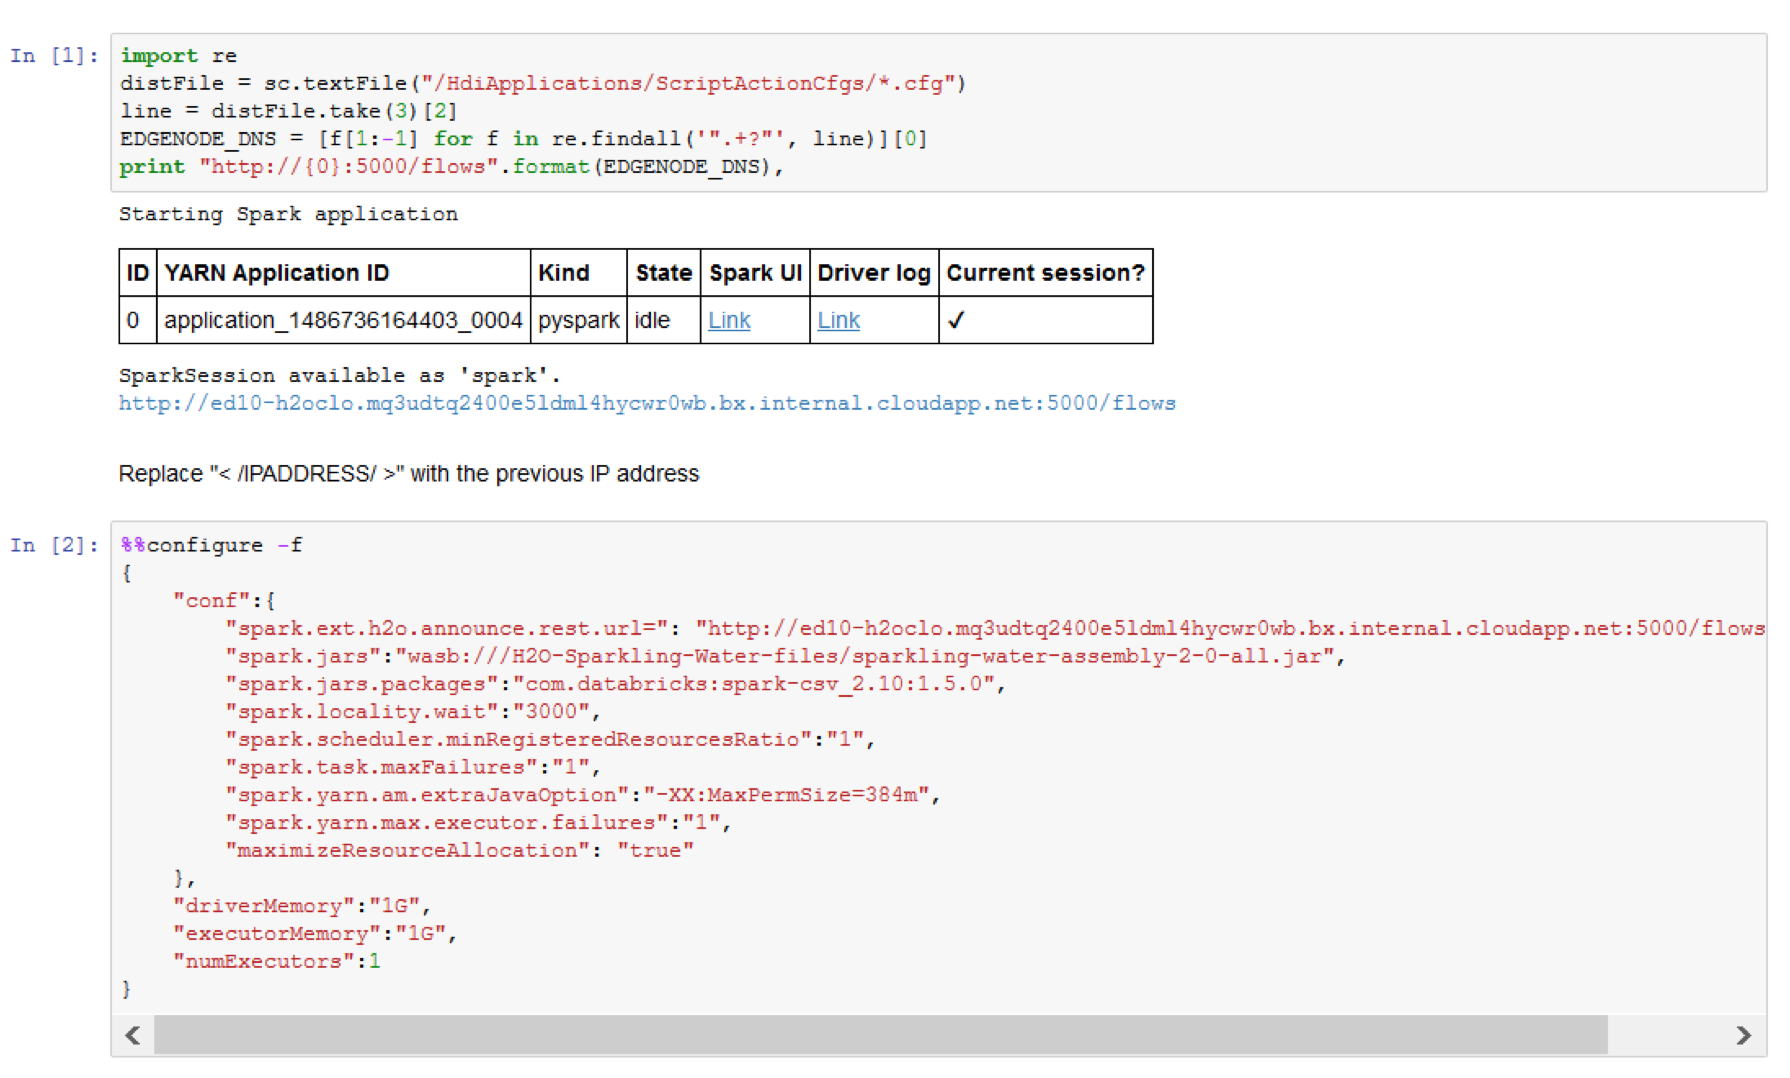 In [1]: import re
distFile = sc.textFile("/HdiApplications/ScriptActionCfgs/*.cfg")
line = distFile.take(3)[2]
EDGENODE_DNS = [f[1:-1] for f in re.findall('".+?"', line)][0]
print "http://{0}:5000/flows".format(EDGENODE_DNS),
Starting Spark application
ID YARN Application ID Kind State Spark UI Driver log Current session?
0 application_1486736164403_0004 pyspark idle Link Link ✓
SparkSession available as 'spark'.
http://ed10-h2oclo.mq3udtq2400e5ldml4hycwr0wb.bx.internal.cloudapp.net:5000/flows
Replace "< /IPADDRESS/ >" with the previous IP address
In [2]: %%configure -f
{
    "conf":{
        "spark.ext.h2o.announce.rest.url=": "http://ed10-h2oclo.mq3udtq2400e5ldml4hycwr0wb.bx.internal.cloudapp.net:5000/flows
        "spark.jars":"wasb:///H2O-Sparkling-Water-files/sparkling-water-assembly-2-0-all.jar",
        "spark.jars.packages":"com.databricks:spark-csv_2.10:1.5.0",
        "spark.locality.wait":"3000",
        "spark.scheduler.minRegisteredResourcesRatio":"1",
        "spark.task.maxFailures":"1",
        "spark.yarn.am.extraJavaOption":"-XX:MaxPermSize=384m",
        "spark.yarn.max.executor.failures":"1",
        "maximizeResourceAllocation": "true"
    },
    "driverMemory":"1G",
    "executorMemory":"1G",
    "numExecutors":1
}